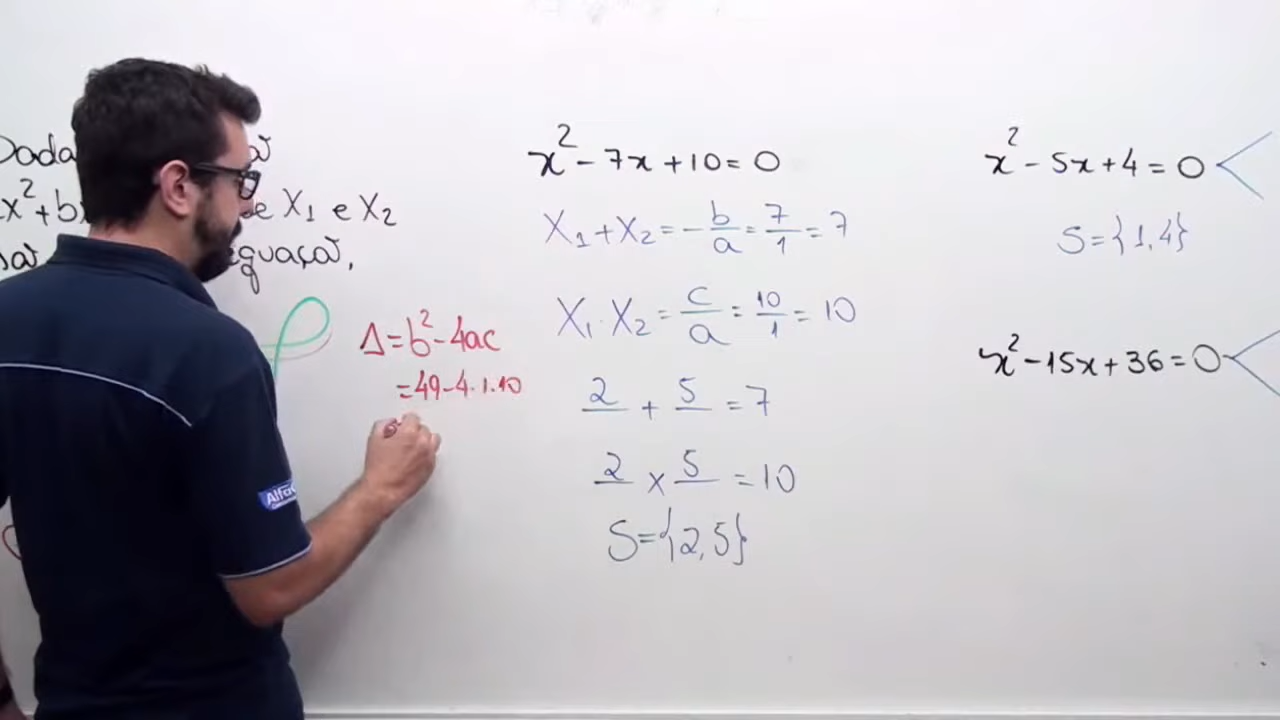 Dada
x²+b e X₁ e X₂
equação,
Δ=b²-4ac
=49-4.1.10
x²-7x+10=0
X₁+X₂=-b/a=7/1=7
X₁.X₂=c/a=10/1=10
2+5=7
2x5=10
S={2,5}
x²-5x+4=0
S={1,4}
x²-15x+36=0
Alfa